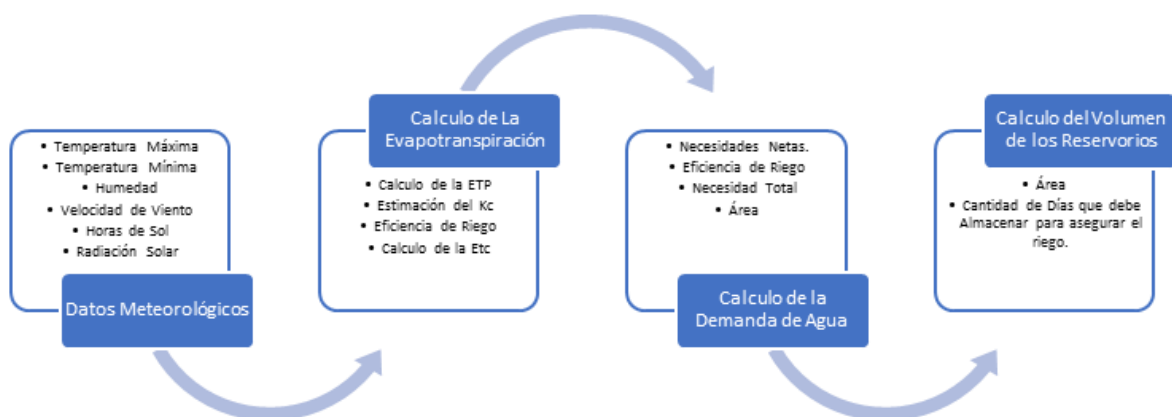 • Temperatura Máxima
• Temperatura Mínima
• Humedad
• Velocidad de Viento
• Horas de Sol
• Radiación Solar
Datos Meteorológicos
Calculo de La
Evapotranspiración
• Calculo de la ETP
• Estimación del Kc
• Eficiencia de Riego
• Calculo de la Etc
• Necesidades Netas.
• Eficiencia de Riego
• Necesidad Total
• Área
Calculo de la
Demanda de Agua
Calculo del Volumen
de los Reservorios
• Área
• Cantidad de Días que debe
Almacenar para asegurar el
riego.